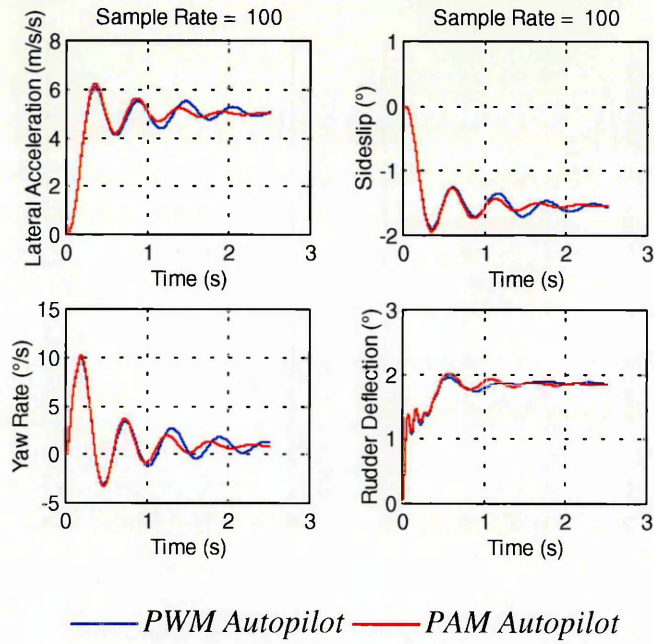 Sample Rate = 100
Lateral Acceleration (m/s/s)
8
6
4
2
0
0
1
2
3
Time (s)
Sample Rate = 100
Sideslip (°)
1
0
-1
-2
0
1
2
3
Time (s)
Yaw Rate (°/s)
15
10
5
0
-5
0
1
2
3
Time (s)
Rudder Deflection (°)
3
2
1
0
0
1
2
3
Time (s)
PWM Autopilot
PAM Autopilot